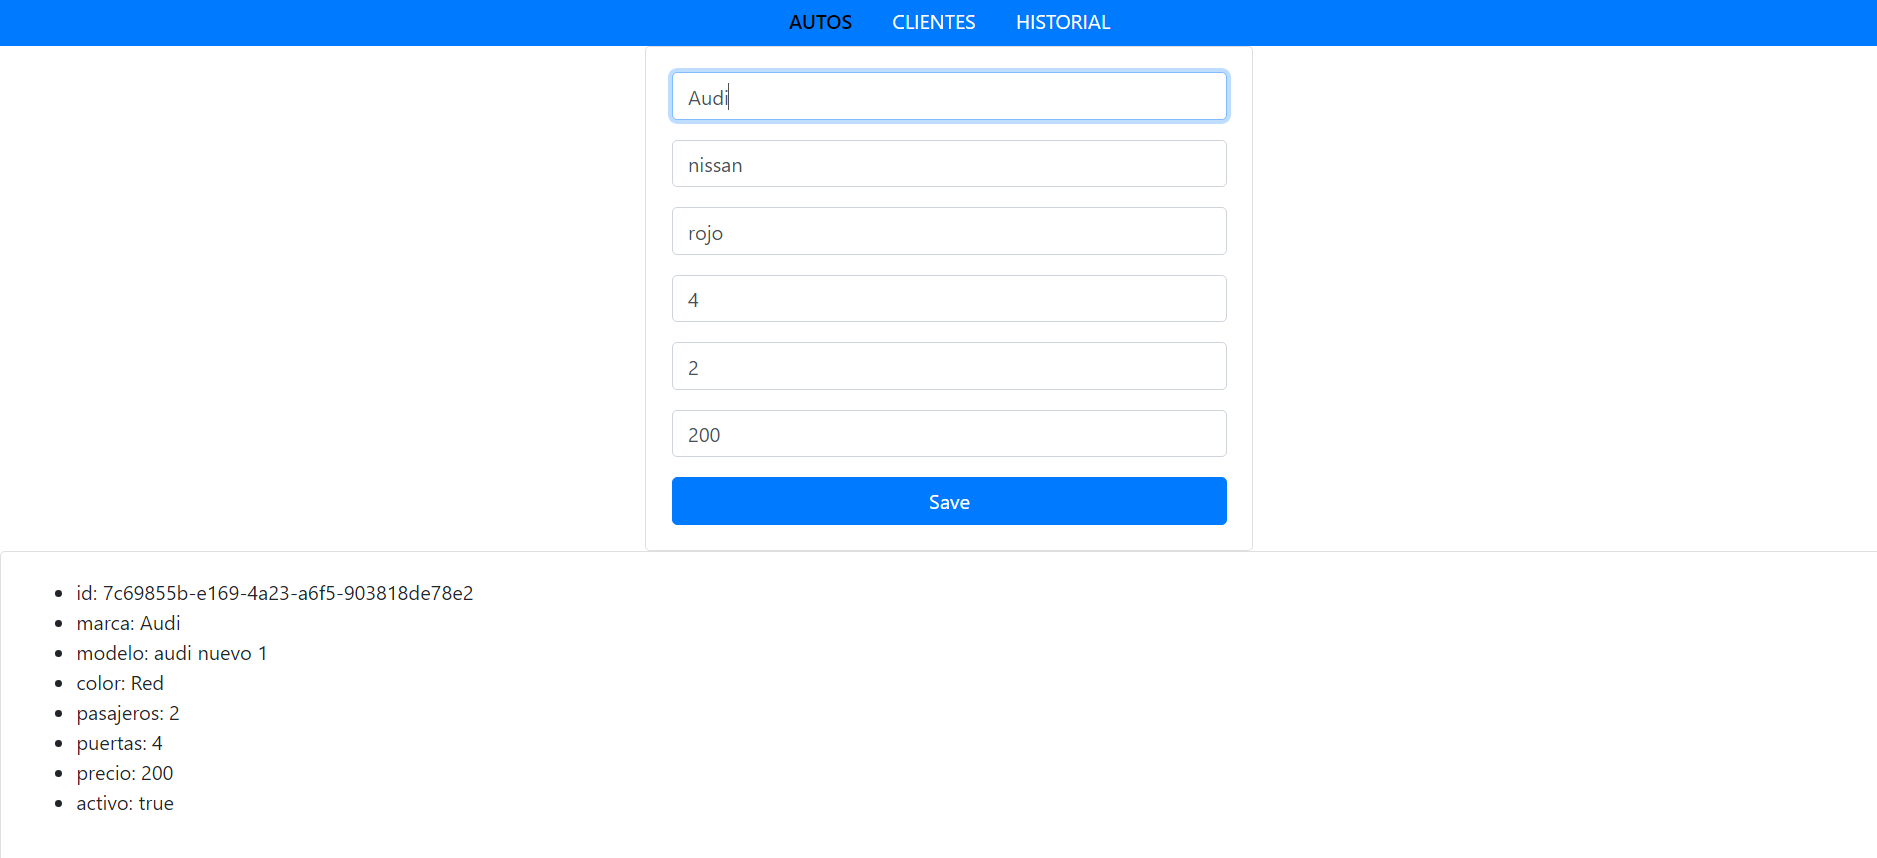 AUTOS CLIENTES HISTORIAL
Audi
nissan
rojo
4
2
200
Save
id: 7c69855b-e169-4a23-a6f5-903818de78e2
marca: Audi
modelo: audi nuevo 1
color: Red
pasajeros: 2
puertas: 4
precio: 200
activo: true